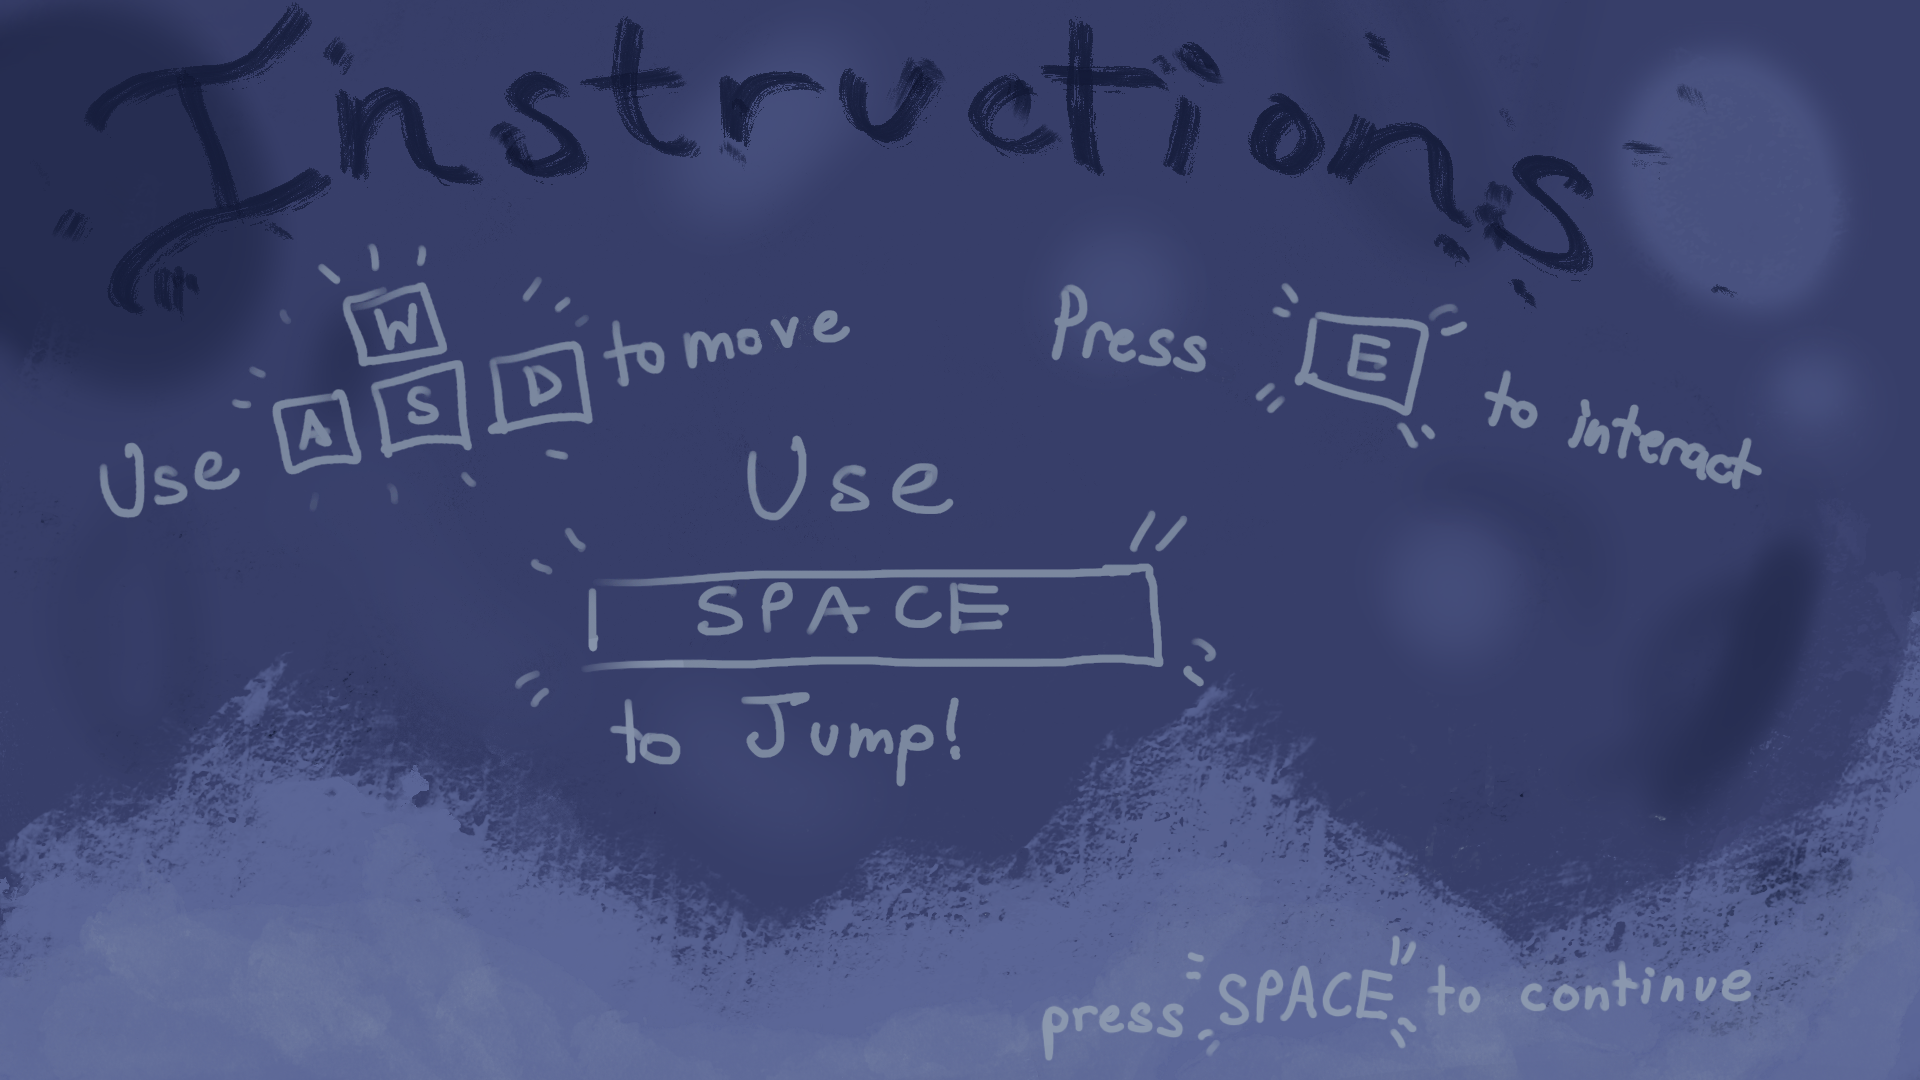 Instructions
Use W A S D to move
Press E to interact
Use
SPACE
to Jump!
press SPACE to continue